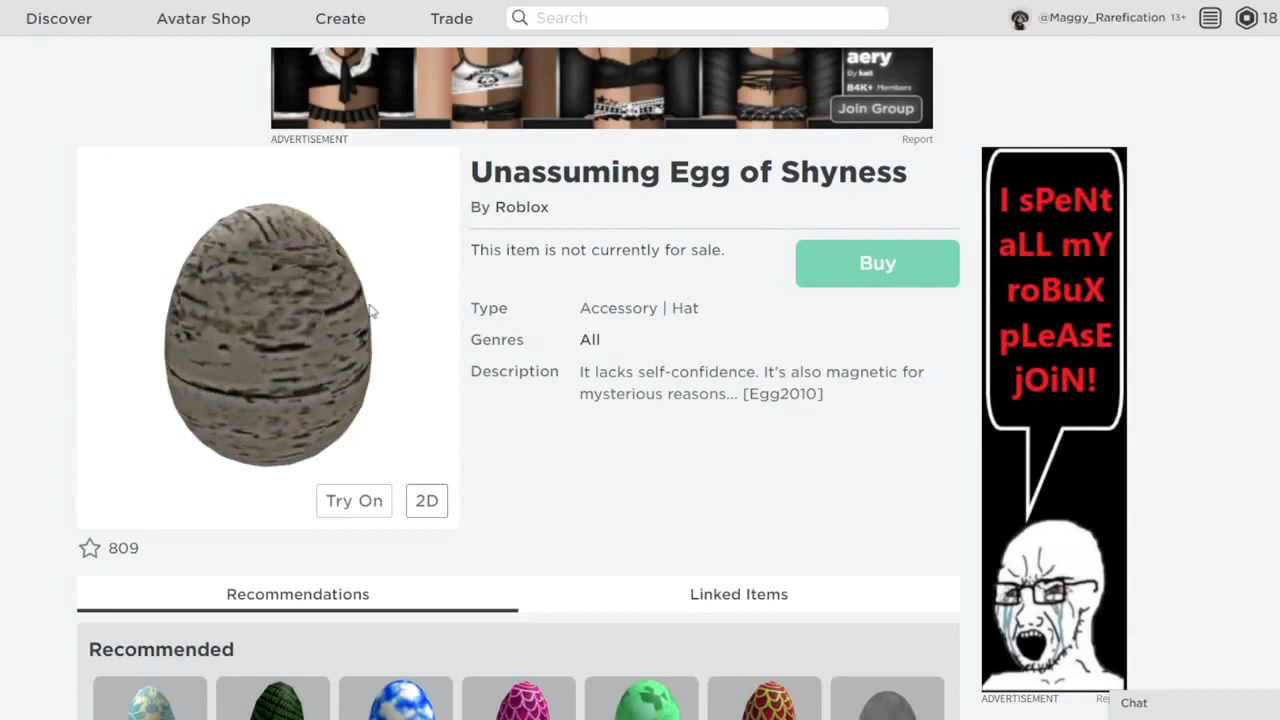 Discover
Avatar Shop
Create
Trade
Search
@Maggy_Rarefication 13+
18
aery
By kait
84K+ Members
Join Group
ADVERTISEMENT
Report
Unassuming Egg of Shyness
By Roblox
This item is not currently for sale.
Buy
Type
Accessory | Hat
Genres
All
Description
It lacks self-confidence. It's also magnetic for
mysterious reasons... [Egg2010]
Try On
2D
809
Recommendations
Linked Items
Recommended
I sPeNt
aLL mY
roBuX
pLeAsE
jOiN!
ADVERTISEMENT
Chat